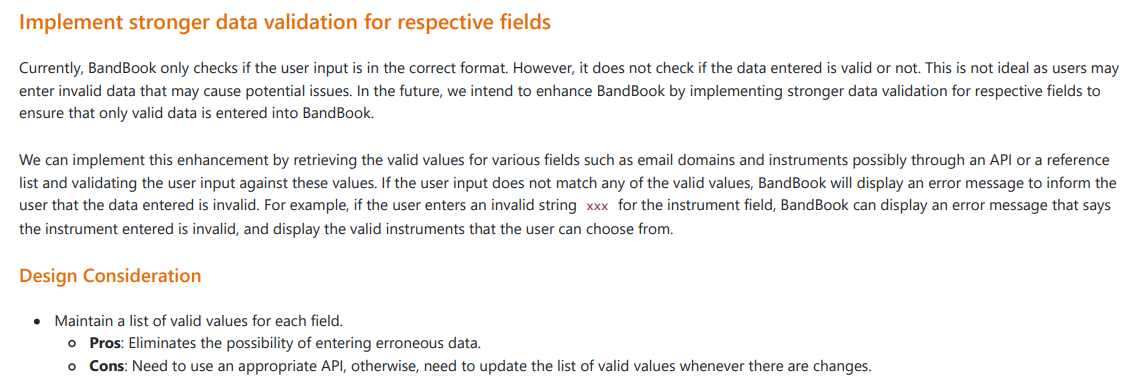 Implement stronger data validation for respective fields
Currently, BandBook only checks if the user input is in the correct format. However, it does not check if the data entered is valid or not. This is not ideal as users may
enter invalid data that may cause potential issues. In the future, we intend to enhance BandBook by implementing stronger data validation for respective fields to
ensure that only valid data is entered into BandBook.
We can implement this enhancement by retrieving the valid values for various fields such as email domains and instruments possibly through an API or a reference
list and validating the user input against these values. If the user input does not match any of the valid values, BandBook will display an error message to inform the
user that the data entered is invalid. For example, if the user enters an invalid string xxx for the instrument field, BandBook can display an error message that says
the instrument entered is invalid, and display the valid instruments that the user can choose from.
Design Consideration
• Maintain a list of valid values for each field.
○ Pros: Eliminates the possibility of entering erroneous data.
○ Cons: Need to use an appropriate API, otherwise, need to update the list of valid values whenever there are changes.